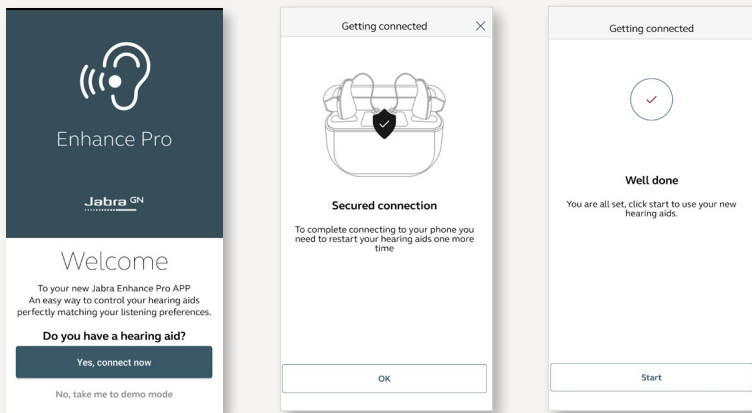 Enhance Pro
Jabra GN
Welcome
To your new Jabra Enhance Pro APP
An easy way to control your hearing aids
perfectly matching your listening preferences.
Do you have a hearing aid?
Yes, connect now
No, take me to demo mode
Getting connected
Secured connection
To complete connecting to your phone you
need to restart your hearing aids one more
time
OK
Getting connected
Well done
You are all set, click start to use your new
hearing aids.
Start